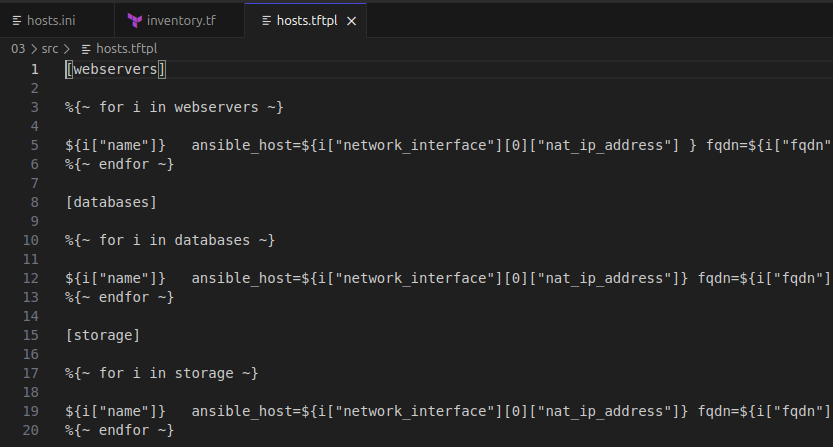 hosts.ini inventory.tf hosts.tftpl
03 > src > hosts.tftpl
1 [webservers]
2
3 %{~ for i in webservers ~}
4
5 ${i["name"]}   ansible_host=${i["network_interface"][0]["nat_ip_address"] } fqdn=${i["fqdn"
6 %{~ endfor ~}
7
8 [databases]
9
10 %{~ for i in databases ~}
11
12 ${i["name"]}   ansible_host=${i["network_interface"][0]["nat_ip_address"]} fqdn=${i["fqdn"]
13 %{~ endfor ~}
14
15 [storage]
16
17 %{~ for i in storage ~}
18
19 ${i["name"]}   ansible_host=${i["network_interface"][0]["nat_ip_address"]} fqdn=${i["fqdn"]
20 %{~ endfor ~}